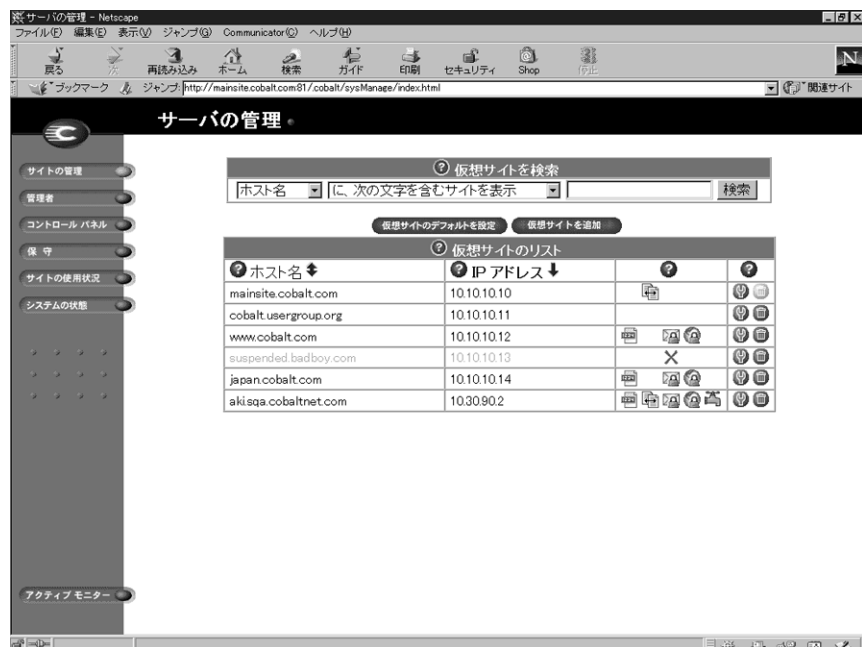 サーバの管理 - Netscape
ファイル(F) 編集(E) 表示(V) ジャンプ(G) Communicator(C) ヘルプ(H)
戻る 次 再読み込み ホーム 検索 ガイド 印刷 セキュリティ Shop 停止
ブックマーク ジャンプ: http://mainsite.cobalt.com:81/.cobalt/sysManage/index.html 関連サイト
サーバの管理
サイトの管理
管理者
コントロール パネル
保 守
サイトの使用状況
システムの状態
アクティブ モニター
仮想サイトを検索
ホスト名 に、次の文字を含むサイトを表示 検索
仮想サイトのデフォルトを設定 仮想サイトを追加
仮想サイトのリスト
ホスト名 IP アドレス
mainsite.cobalt.com 10.10.10.10
cobalt.usergroup.org 10.10.10.11
www.cobalt.com 10.10.10.12
suspended.badboy.com 10.10.10.13
japan.cobalt.com 10.10.10.14
aki.sqa.cobaltnet.com 10.30.90.2